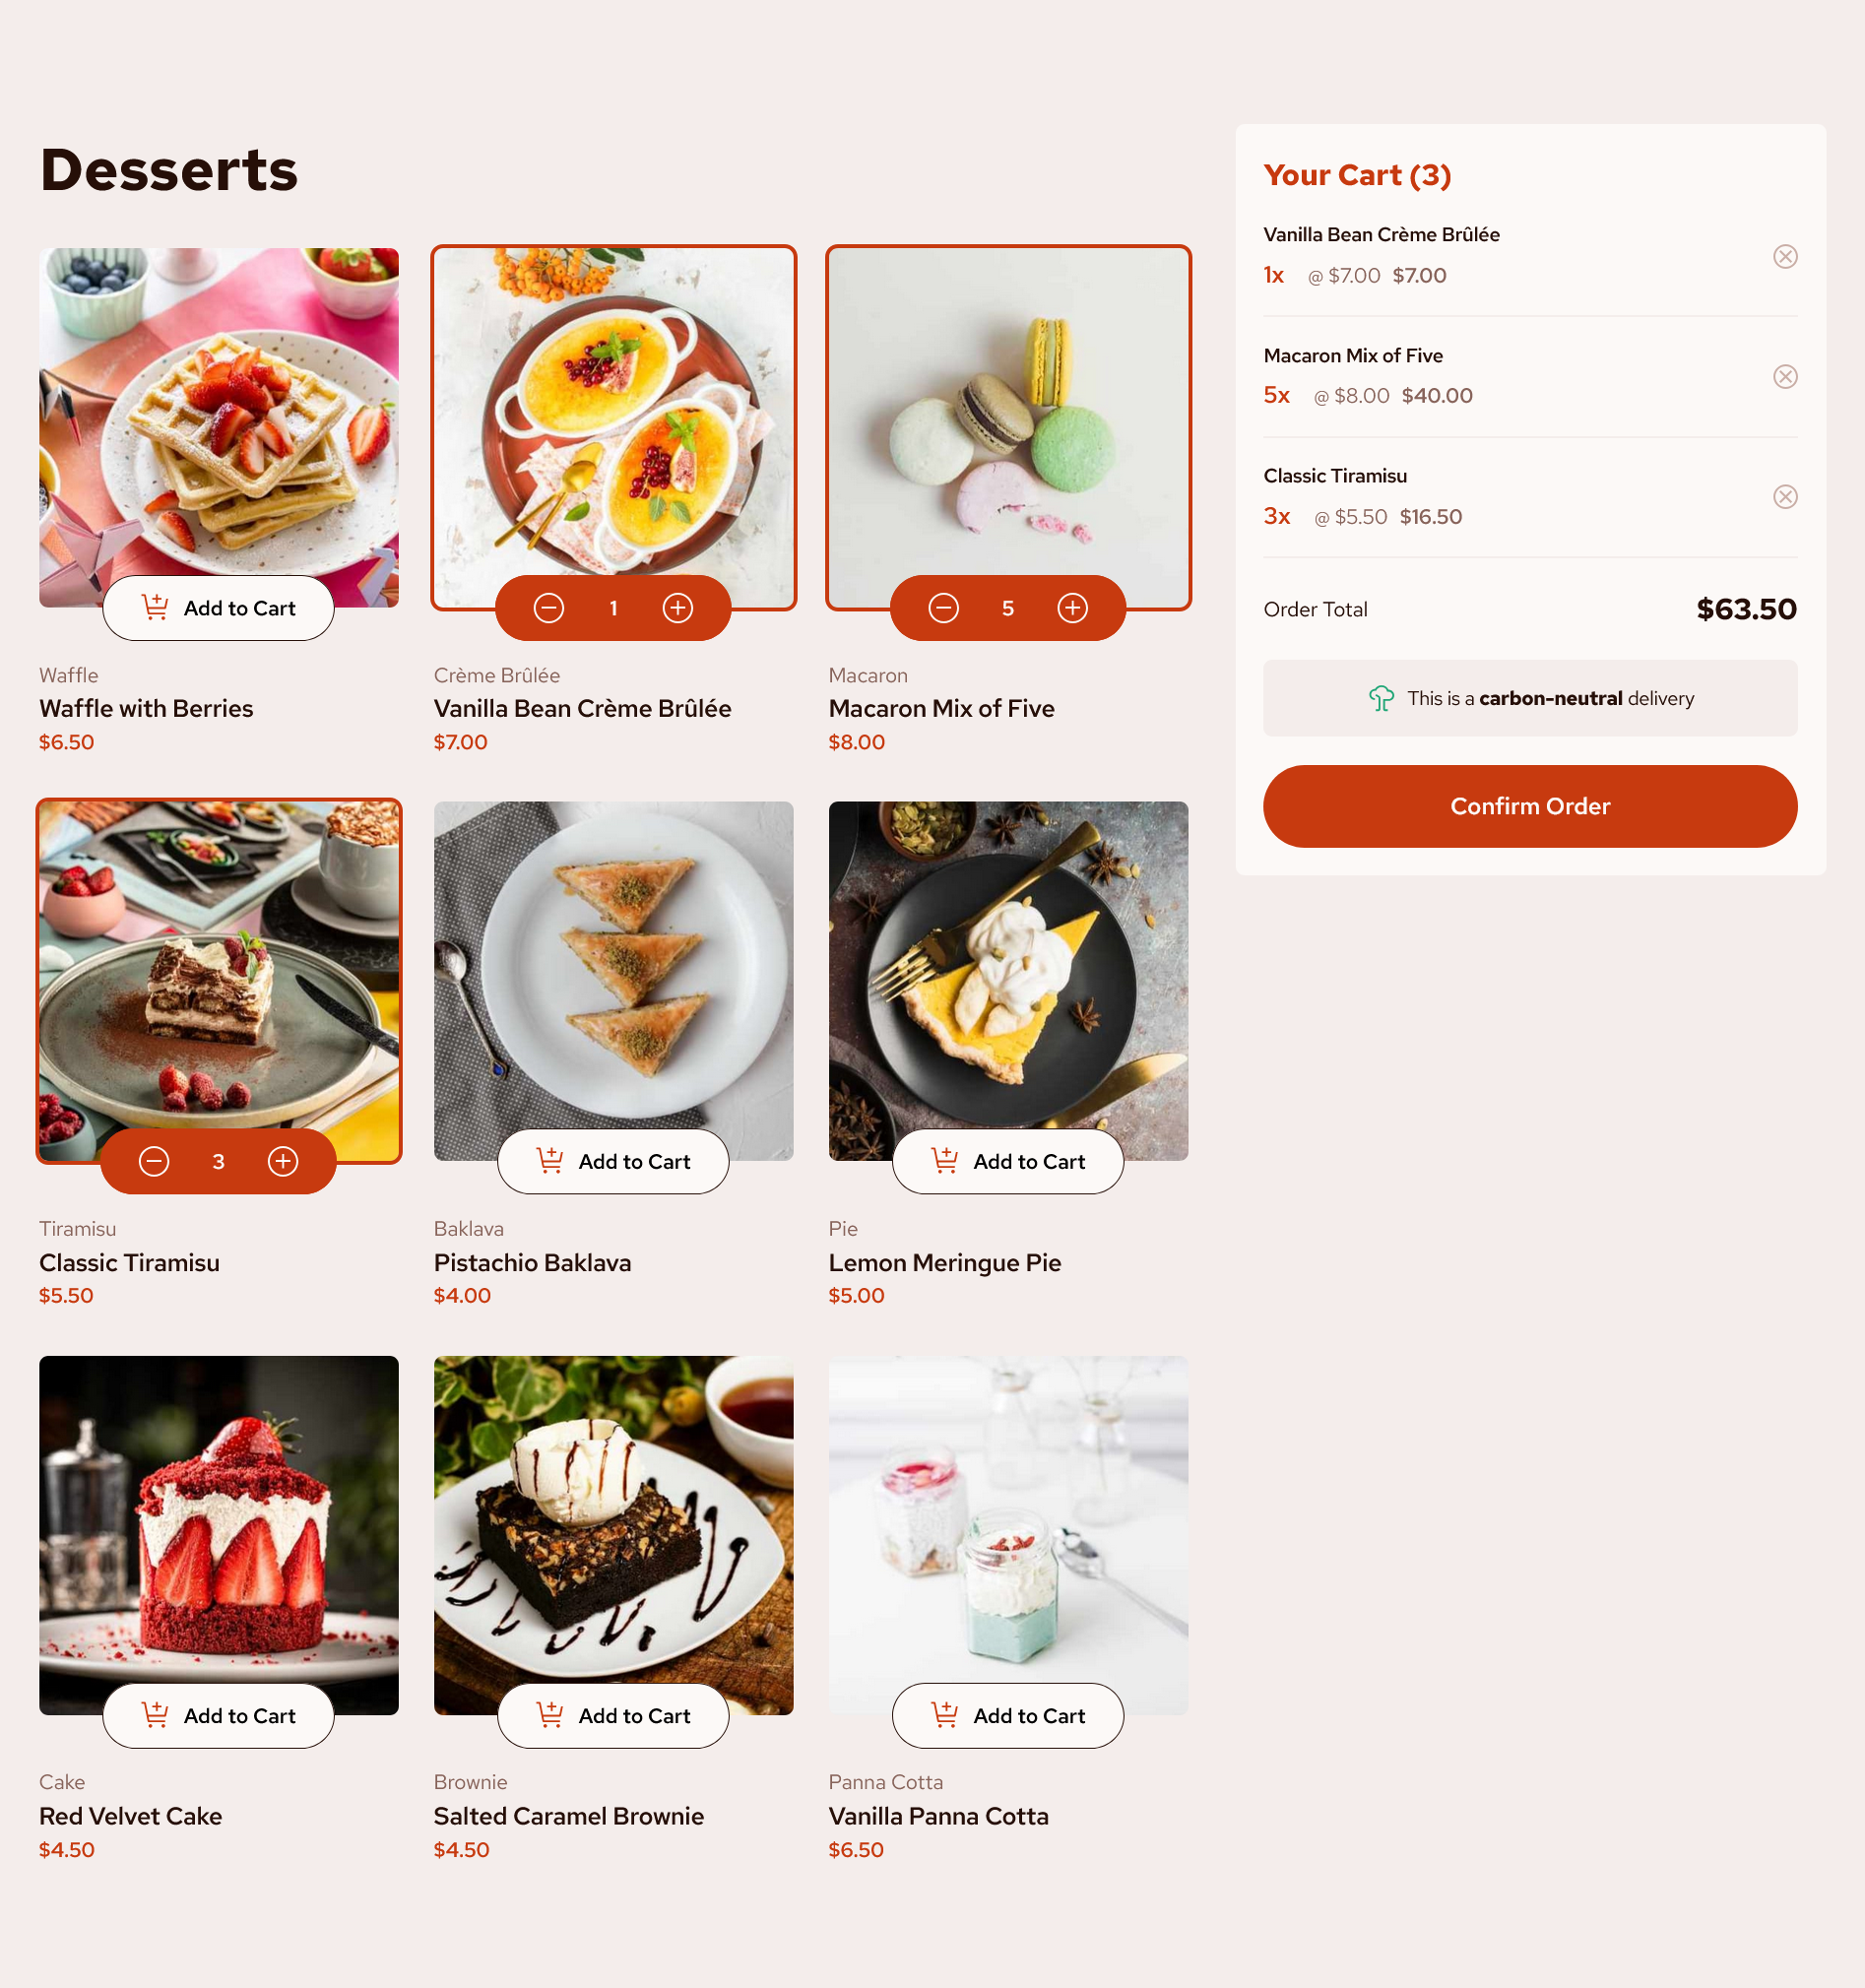 Desserts
Add to Cart
Waffle
Waffle with Berries
$6.50
1
Crème Brûlée
Vanilla Bean Crème Brûlée
$7.00
5
Macaron
Macaron Mix of Five
$8.00
3
Tiramisu
Classic Tiramisu
$5.50
Add to Cart
Baklava
Pistachio Baklava
$4.00
Add to Cart
Pie
Lemon Meringue Pie
$5.00
Add to Cart
Cake
Red Velvet Cake
$4.50
Add to Cart
Brownie
Salted Caramel Brownie
$4.50
Add to Cart
Panna Cotta
Vanilla Panna Cotta
$6.50
Your Cart (3)
Vanilla Bean Crème Brûlée
1x @ $7.00 $7.00
Macaron Mix of Five
5x @ $8.00 $40.00
Classic Tiramisu
3x @ $5.50 $16.50
Order Total $63.50
This is a carbon-neutral delivery
Confirm Order